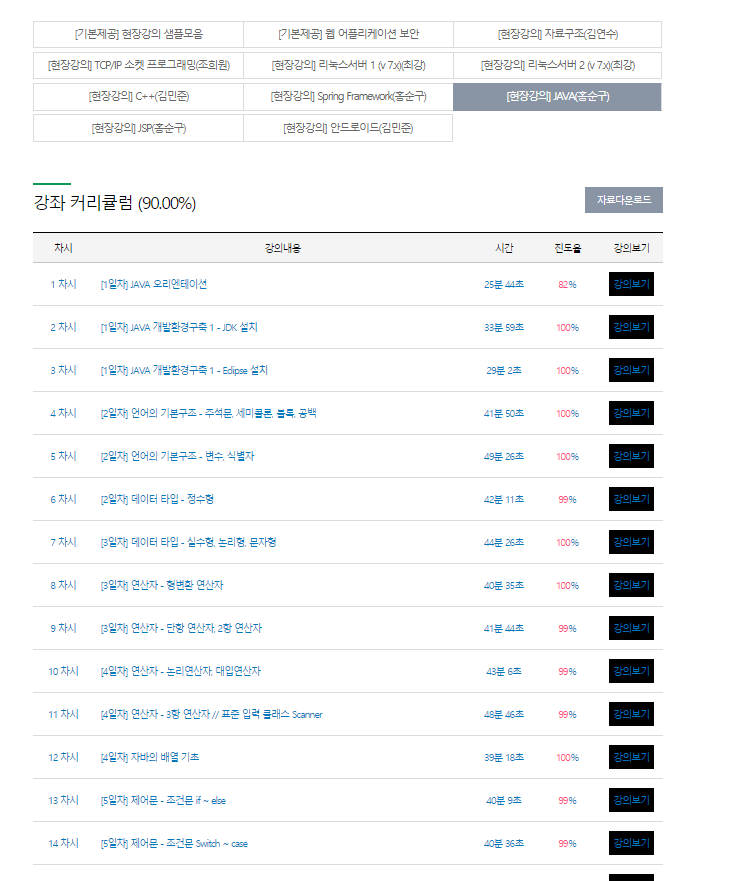 [기본제공] 현장강의 샘플모음 [기본제공] 웹 어플리케이션 보안 [현장강의] 자료구조(김연수)
[현장강의] TCP/IP 소켓 프로그래밍(조희원) [현장강의] 리눅스서버 1 (v 7.x)(최강) [현장강의] 리눅스서버 2 (v 7.x)(최강)
[현장강의] C++(김민준) [현장강의] Spring Framework(홍순구) [현장강의] JAVA(홍순구)
[현장강의] JSP(홍순구) [현장강의] 안드로이드(김민준)
강좌 커리큘럼 (90.00%) 자료다운로드
차시 강의내용 시간 진도율 강의보기
1 차시 [1일차] JAVA 오리엔테이션 25분 44초 82% 강의보기
2 차시 [1일차] JAVA 개발환경구축 1 - JDK 설치 33분 59초 100% 강의보기
3 차시 [1일차] JAVA 개발환경구축 1 - Eclipse 설치 29분 2초 100% 강의보기
4 차시 [2일차] 언어의 기본구조 - 주석문, 세미콜론, 블록, 공백 41분 50초 100% 강의보기
5 차시 [2일차] 언어의 기본구조 - 변수, 식별자 49분 26초 100% 강의보기
6 차시 [2일차] 데이터 타입 - 정수형 42분 11초 99% 강의보기
7 차시 [3일차] 데이터 타입 - 실수형, 논리형, 문자형 44분 26초 100% 강의보기
8 차시 [3일차] 연산자 - 형변환 연산자 40분 35초 100% 강의보기
9 차시 [3일차] 연산자 - 단항 연산자, 2항 연산자 41분 44초 99% 강의보기
10 차시 [4일차] 연산자 - 논리연산자, 대입연산자 43분 6초 99% 강의보기
11 차시 [4일차] 연산자 - 3항 연산자 // 표준 입력 클래스 Scanner 48분 46초 99% 강의보기
12 차시 [4일차] 자바의 배열 기초 39분 18초 100% 강의보기
13 차시 [5일차] 제어문 - 조건문 if ~ else 40분 9초 99% 강의보기
14 차시 [5일차] 제어문 - 조건문 Switch ~ case 40분 36초 99% 강의보기